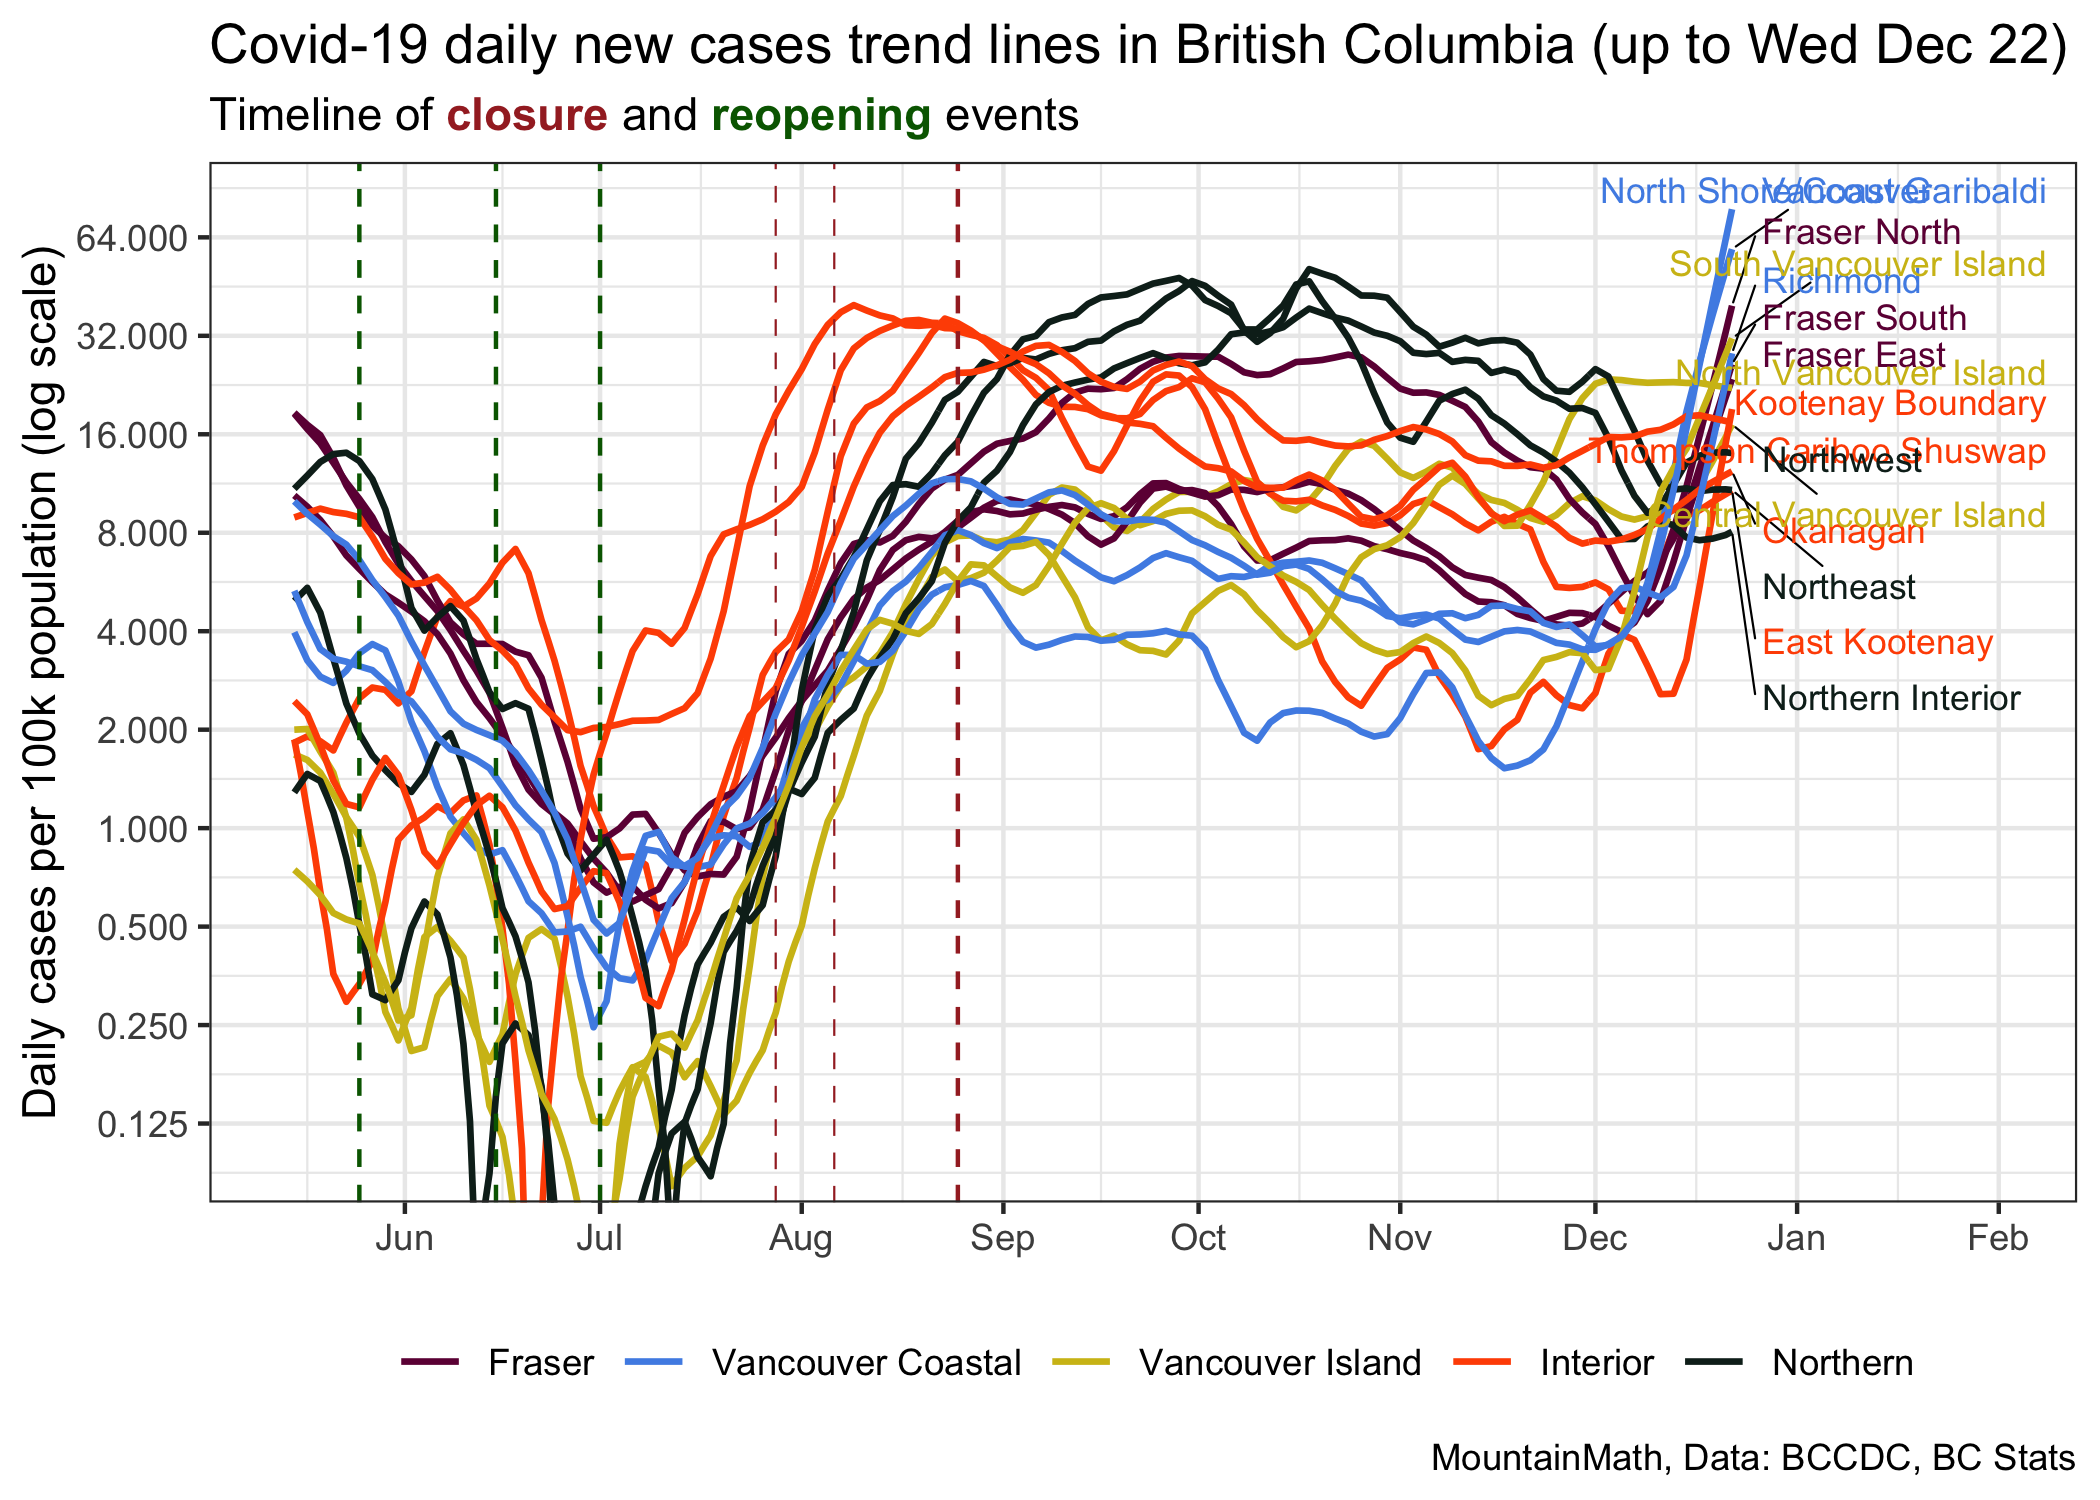 Covid-19 daily new cases trend lines in British Columbia (up to Wed Dec 22)
Timeline of closure and reopening events
Daily cases per 100k population (log scale)
64.000
32.000
16.000
8.000
4.000
2.000
1.000
0.500
0.250
0.125
North Shore/Coast Garibaldi
Vancouver
Fraser North
South Vancouver Island
Richmond
Fraser South
Fraser East
North Vancouver Island
Kootenay Boundary
Thompson Cariboo Shuswap
Northwest
Central Vancouver Island
Okanagan
Northeast
East Kootenay
Northern Interior
Jun Jul Aug Sep Oct Nov Dec Jan Feb
Fraser Vancouver Coastal Vancouver Island Interior Northern
MountainMath, Data: BCCDC, BC Stats